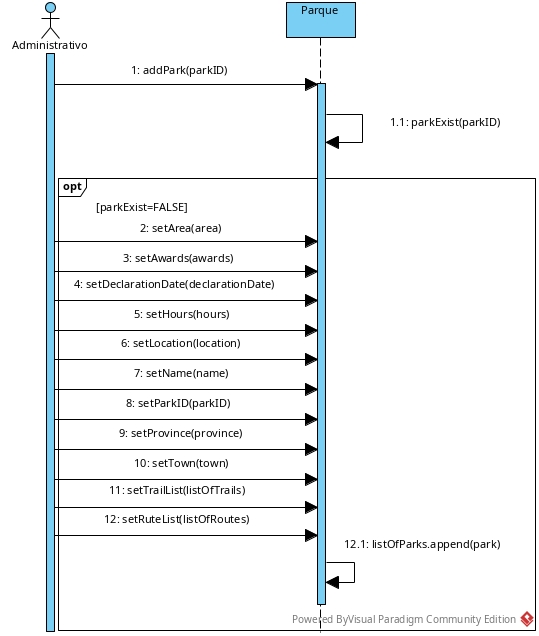 Parque
Administrativo
1: addPark(parkID)
1.1: parkExist(parkID)
opt
[parkExist=FALSE]
2: setArea(area)
3: setAwards(awards)
4: setDeclarationDate(declarationDate)
5: setHours(hours)
6: setLocation(location)
7: setName(name)
8: setParkID(parkID)
9: setProvince(province)
10: setTown(town)
11: setTrailList(listOfTrails)
12: setRuteList(listOfRoutes)
12.1: listOfParks.append(park)
Powered ByVisual Paradigm Community Edition